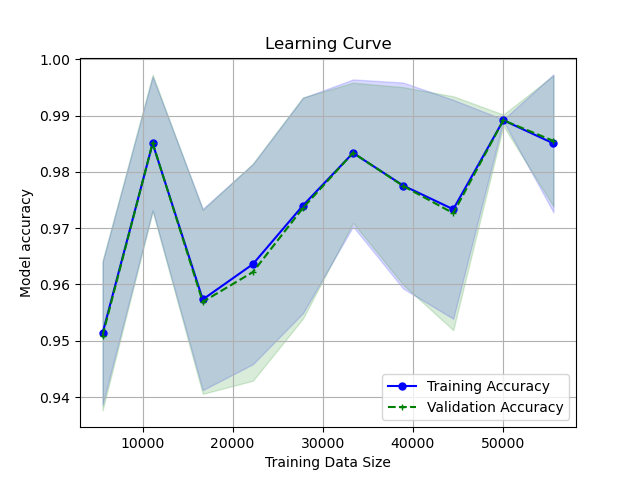 Learning Curve
1.00
0.99
0.98
0.97
0.96
0.95
0.94
Model accuracy
Training Accuracy
Validation Accuracy
10000 20000 30000 40000 50000
Training Data Size